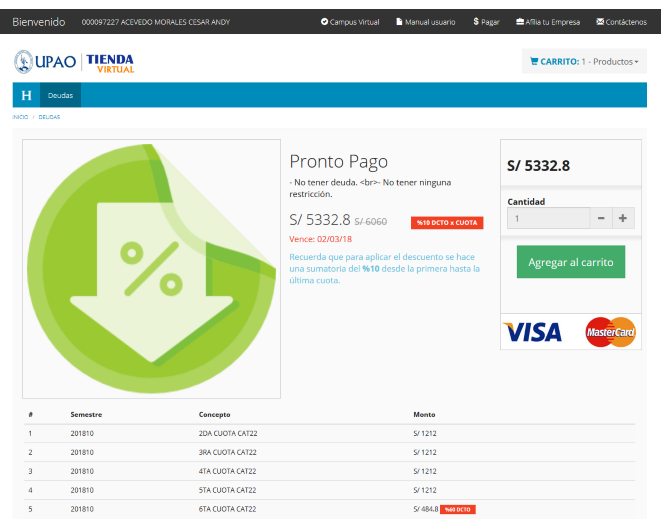 Bienvenido 000097227 ACEVEDO MORALES CESAR ANDY Campus Virtual Manual usuario $ Pagar Afilia tu Empresa Contáctenos
UPAO TIENDA VIRTUAL
CARRITO: 1 - Productos
H Deudas
INICIO / DEUDAS
%
Pronto Pago
- No tener deuda. <br>- No tener ninguna
restricción.
S/ 5332.8 S/ 6060 %10 DCTO x CUOTA
Vence: 02/03/18
Recuerda que para aplicar el descuento se hace
una sumatoria del %10 desde la primera hasta la
última cuota.
S/ 5332.8
Cantidad
1 - +
Agregar al carrito
VISA MasterCard
# Semestre Concepto Monto
1 201810 2DA CUOTA CAT22 S/ 1212
2 201810 3RA CUOTA CAT22 S/ 1212
3 201810 4TA CUOTA CAT22 S/ 1212
4 201810 5TA CUOTA CAT22 S/ 1212
5 201810 6TA CUOTA CAT22 S/ 484.8 %60 DCTO